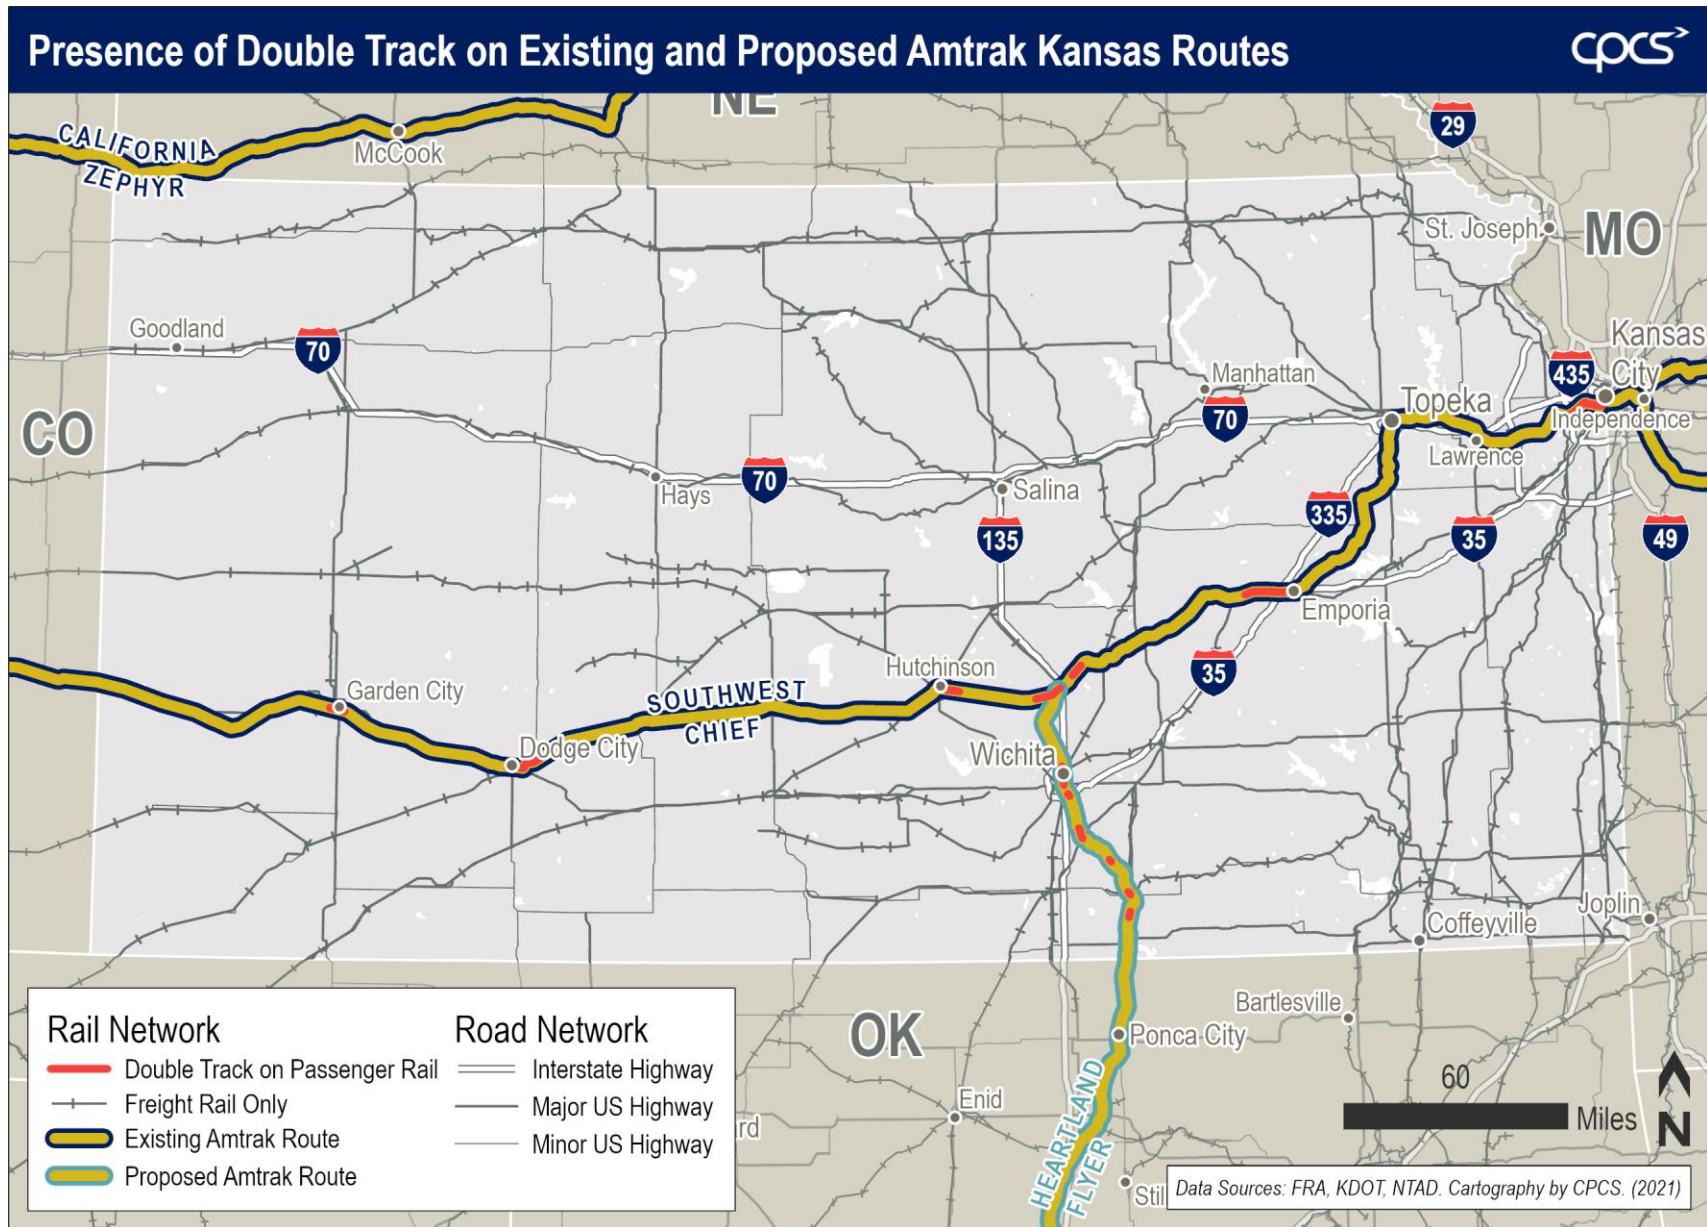 Presence of Double Track on Existing and Proposed Amtrak Kansas Routes
cpcs
NE
29
CALIFORNIA
ZEPHYR
McCook
St. Joseph
MO
Goodland
70
Kansas
City
435
Manhattan
70
Topeka
Independence
CO
Lawrence
Hays
70
Salina
335
135
35
49
Emporia
Hutchinson
35
Garden City
SOUTHWEST
CHIEF
Dodge City
Wichita
Joplin
Coffeyville
Bartlesville
OK
Ponca City
Enid
ard
HEARTLAND
FLYER
Stil
Rail Network
Double Track on Passenger Rail
Freight Rail Only
Existing Amtrak Route
Proposed Amtrak Route
Road Network
Interstate Highway
Major US Highway
Minor US Highway
60
Miles
N
Data Sources: FRA, KDOT, NTAD. Cartography by CPCS. (2021)